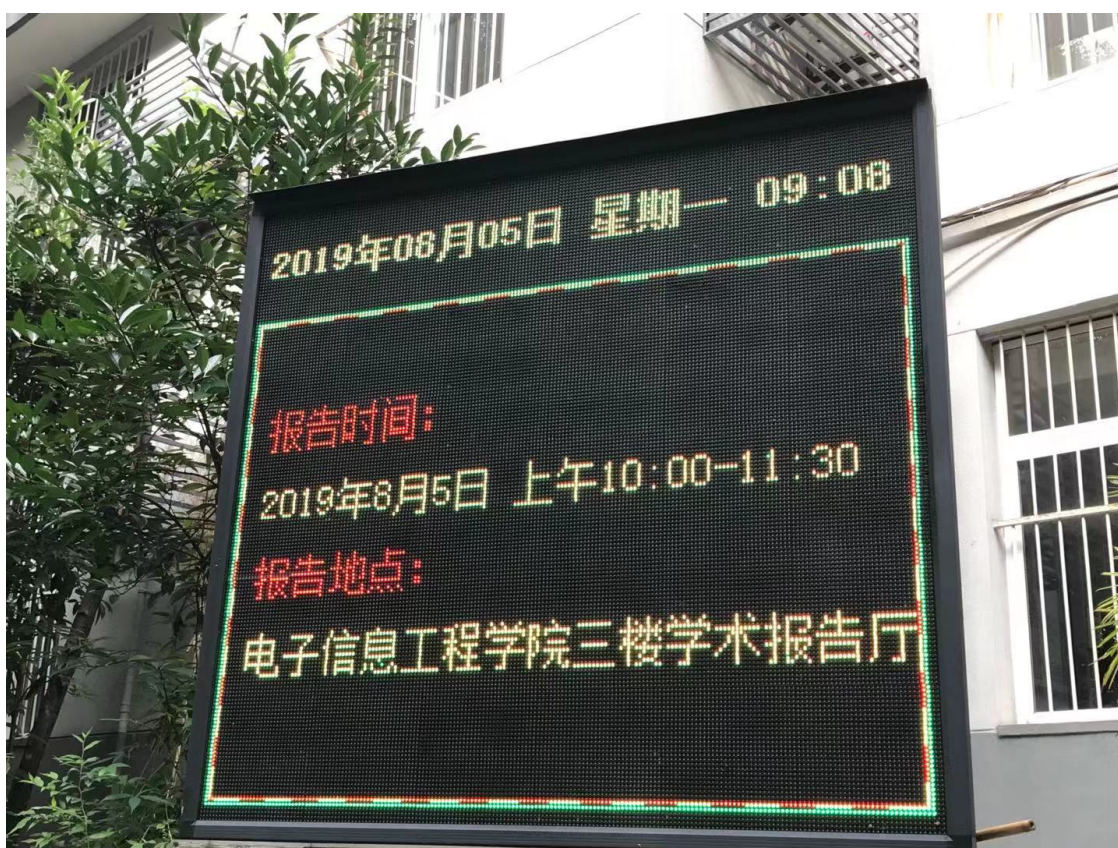 2019年08月05日 星期一 09:08
报告时间:
2019年8月5日 上午10:00-11:30
报告地点:
电子信息工程学院三楼学术报告厅